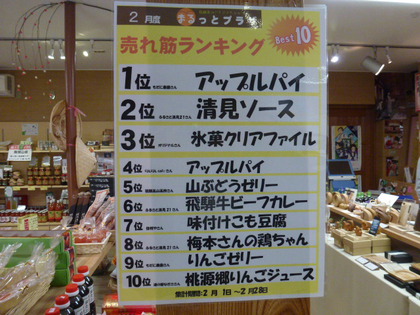 2月度
まるっとプラザ
売れ筋ランキング
Best 10
1位 アップルパイ
2位 清見ソース
3位 氷菓クリアファイル
4位 アップルパイ
5位 山ぶどうゼリー
6位 飛騨牛ビーフカレー
7位 味付けこも豆腐
8位 梅本さんの鶏ちゃん
9位 りんごゼリー
10位 桃源郷りんごジュース
集計期間:2月1日~2月28日